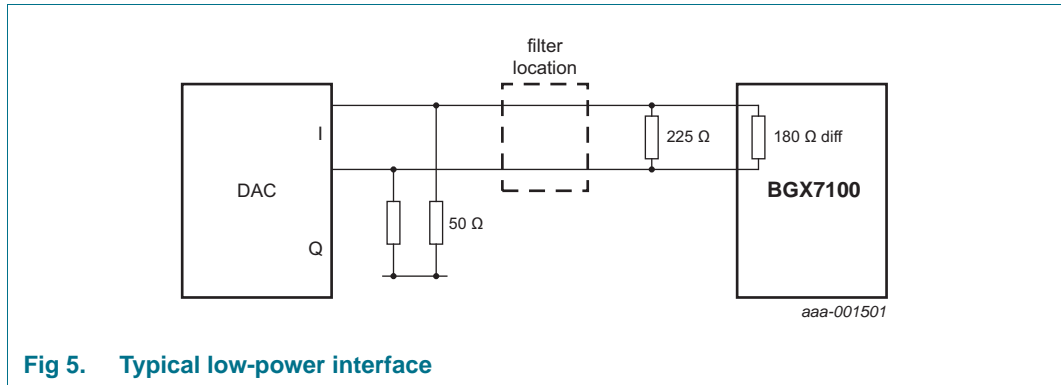 filter
location
I
225 Ω
180 Ω diff
DAC
BGX7100
50 Ω
Q
aaa-001501
Fig 5. Typical low-power interface